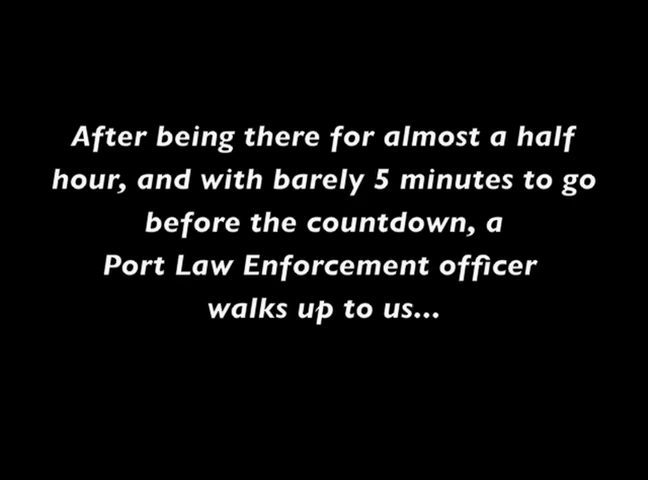 After being there for almost a half
hour, and with barely 5 minutes to go
before the countdown, a
Port Law Enforcement officer
walks up to us...